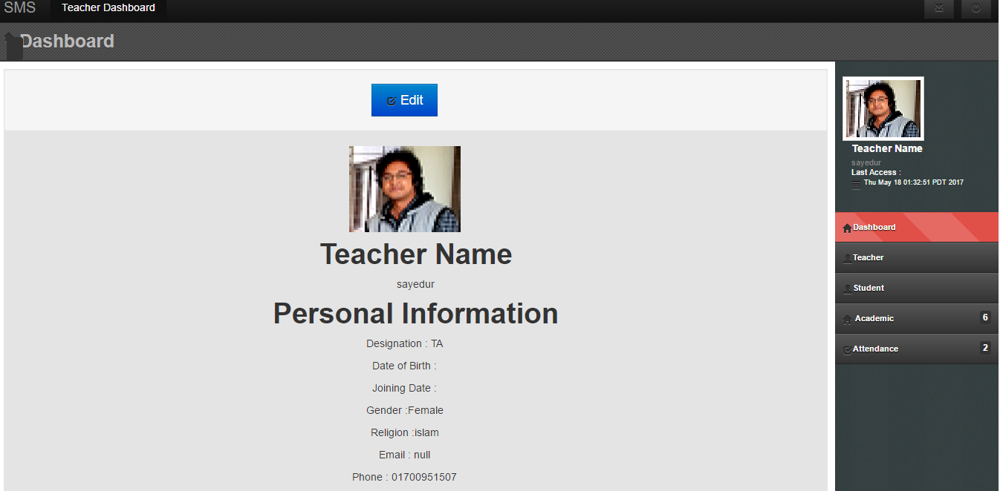 SMS
Teacher Dashboard
Dashboard
Edit
Teacher Name
sayedur
Personal Information
Designation : TA
Date of Birth :
Joining Date :
Gender :Female
Religion :islam
Email : null
Phone : 01700951507
Teacher Name
sayedur
Last Access :
Thu May 18 01:32:51 PDT 2017
Dashboard
Teacher
Student
Academic 6
Attendance 2